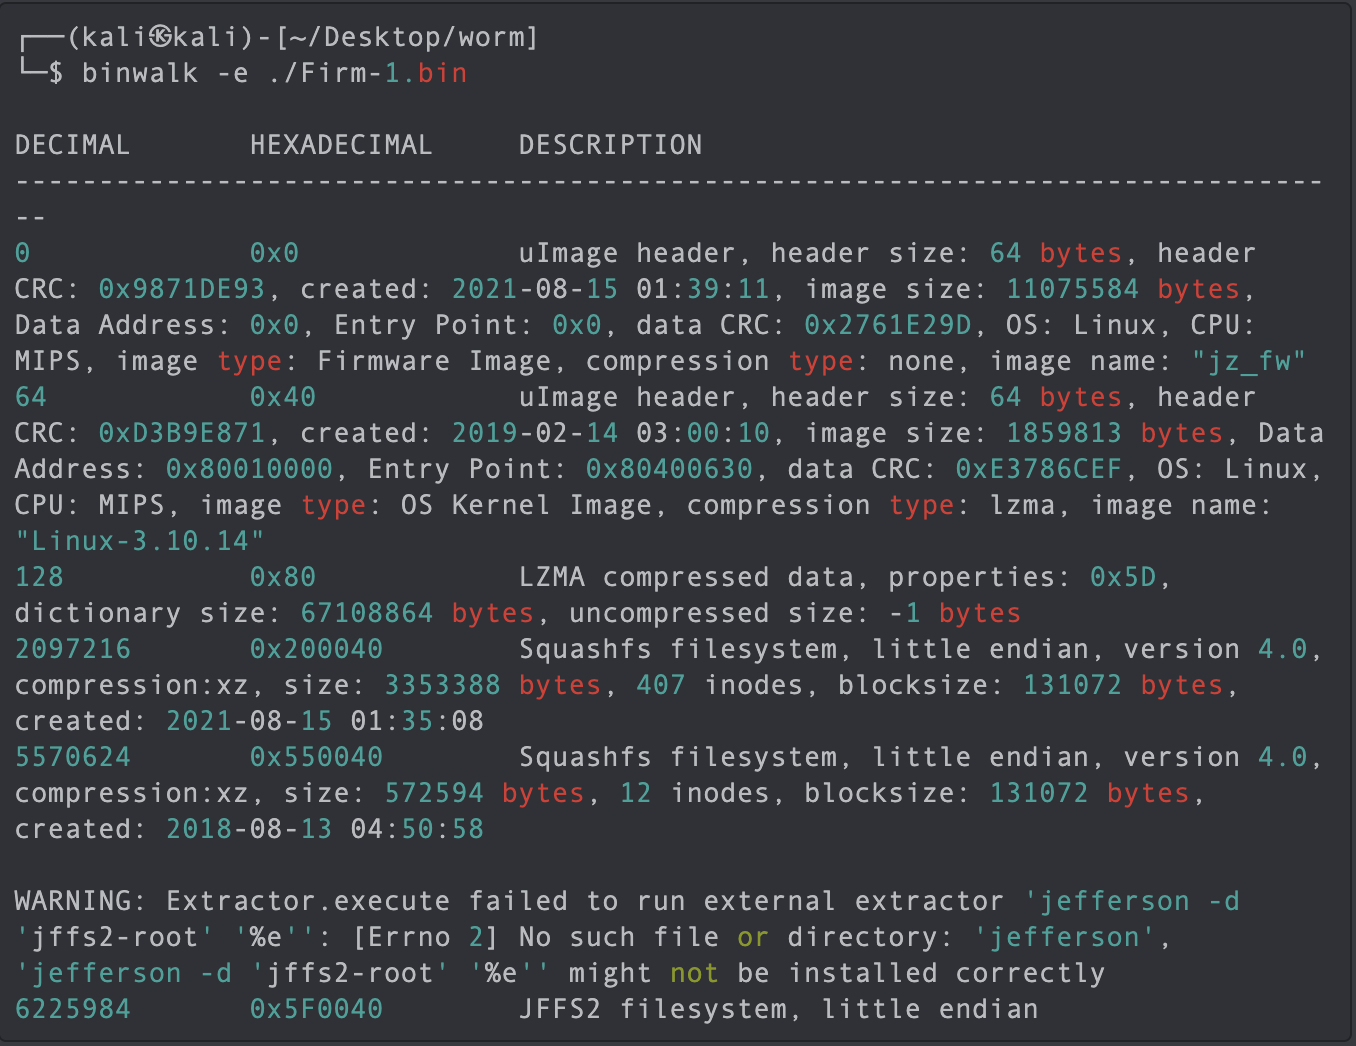 ┌──(kali㉿kali)-[~/Desktop/worm]
└─$ binwalk -e ./Firm-1.bin
DECIMAL       HEXADECIMAL     DESCRIPTION
------------------------------------------------------------------------------
--
0             0x0             uImage header, header size: 64 bytes, header
CRC: 0x9871DE93, created: 2021-08-15 01:39:11, image size: 11075584 bytes,
Data Address: 0x0, Entry Point: 0x0, data CRC: 0x2761E29D, OS: Linux, CPU:
MIPS, image type: Firmware Image, compression type: none, image name: "jz_fw"
64            0x40            uImage header, header size: 64 bytes, header
CRC: 0xD3B9E871, created: 2019-02-14 03:00:10, image size: 1859813 bytes, Data
Address: 0x80010000, Entry Point: 0x80400630, data CRC: 0xE3786CEF, OS: Linux,
CPU: MIPS, image type: OS Kernel Image, compression type: lzma, image name:
"Linux-3.10.14"
128           0x80            LZMA compressed data, properties: 0x5D,
dictionary size: 67108864 bytes, uncompressed size: -1 bytes
2097216       0x200040        Squashfs filesystem, little endian, version 4.0,
compression:xz, size: 3353388 bytes, 407 inodes, blocksize: 131072 bytes,
created: 2021-08-15 01:35:08
5570624       0x550040        Squashfs filesystem, little endian, version 4.0,
compression:xz, size: 572594 bytes, 12 inodes, blocksize: 131072 bytes,
created: 2018-08-13 04:50:58
WARNING: Extractor.execute failed to run external extractor 'jefferson -d
'jffs2-root' '%e'': [Errno 2] No such file or directory: 'jefferson',
'jefferson -d 'jffs2-root' '%e'' might not be installed correctly
6225984       0x5F0040        JFFS2 filesystem, little endian